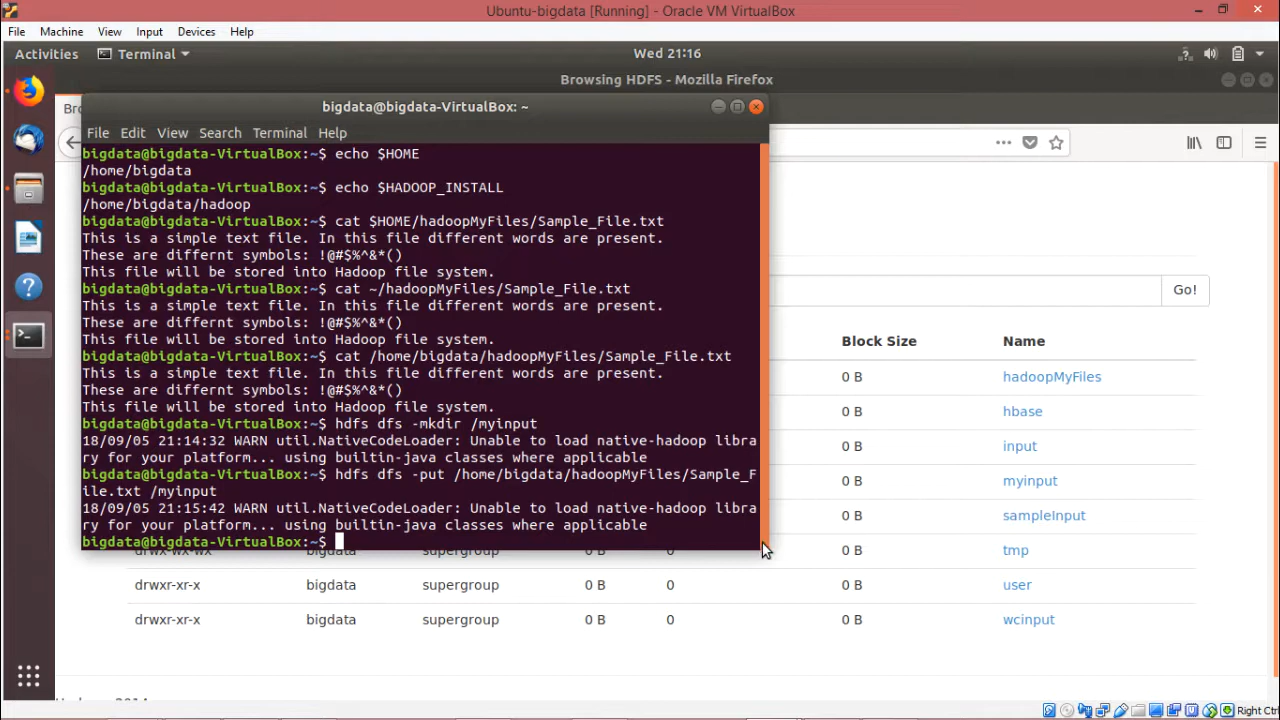 Ubuntu-bigdata [Running] - Oracle VM VirtualBox
File Machine View Input Devices Help
Activities Terminal Wed 21:16
Browsing HDFS - Mozilla Firefox
bigdata@bigdata-VirtualBox: ~
File Edit View Search Terminal Help
bigdata@bigdata-VirtualBox:~$ echo $HOME
/home/bigdata
bigdata@bigdata-VirtualBox:~$ echo $HADOOP_INSTALL
/home/bigdata/hadoop
bigdata@bigdata-VirtualBox:~$ cat $HOME/hadoopMyFiles/Sample_File.txt
This is a simple text file. In this file different words are present.
These are differnt symbols: !@#$%^&*()
This file will be stored into Hadoop file system.
bigdata@bigdata-VirtualBox:~$ cat ~/hadoopMyFiles/Sample_File.txt
This is a simple text file. In this file different words are present.
These are differnt symbols: !@#$%^&*()
This file will be stored into Hadoop file system.
bigdata@bigdata-VirtualBox:~$ cat /home/bigdata/hadoopMyFiles/Sample_File.txt
This is a simple text file. In this file different words are present.
These are differnt symbols: !@#$%^&*()
This file will be stored into Hadoop file system.
bigdata@bigdata-VirtualBox:~$ hdfs dfs -mkdir /myinput
18/09/05 21:14:32 WARN util.NativeCodeLoader: Unable to load native-hadoop libra
ry for your platform... using builtin-java classes where applicable
bigdata@bigdata-VirtualBox:~$ hdfs dfs -put /home/bigdata/hadoopMyFiles/Sample_F
ile.txt /myinput
18/09/05 21:15:42 WARN util.NativeCodeLoader: Unable to load native-hadoop libra
ry for your platform... using builtin-java classes where applicable
bigdata@bigdata-VirtualBox:~$
Go!
Block Size Name
0 B hadoopMyFiles
0 B hbase
0 B input
0 B myinput
0 B sampleInput
drwx-wx-wx bigdata supergroup 0 B 0 0 B tmp
drwxr-xr-x bigdata supergroup 0 B 0 0 B user
drwxr-xr-x bigdata supergroup 0 B 0 0 B wcinput
Right Ctrl